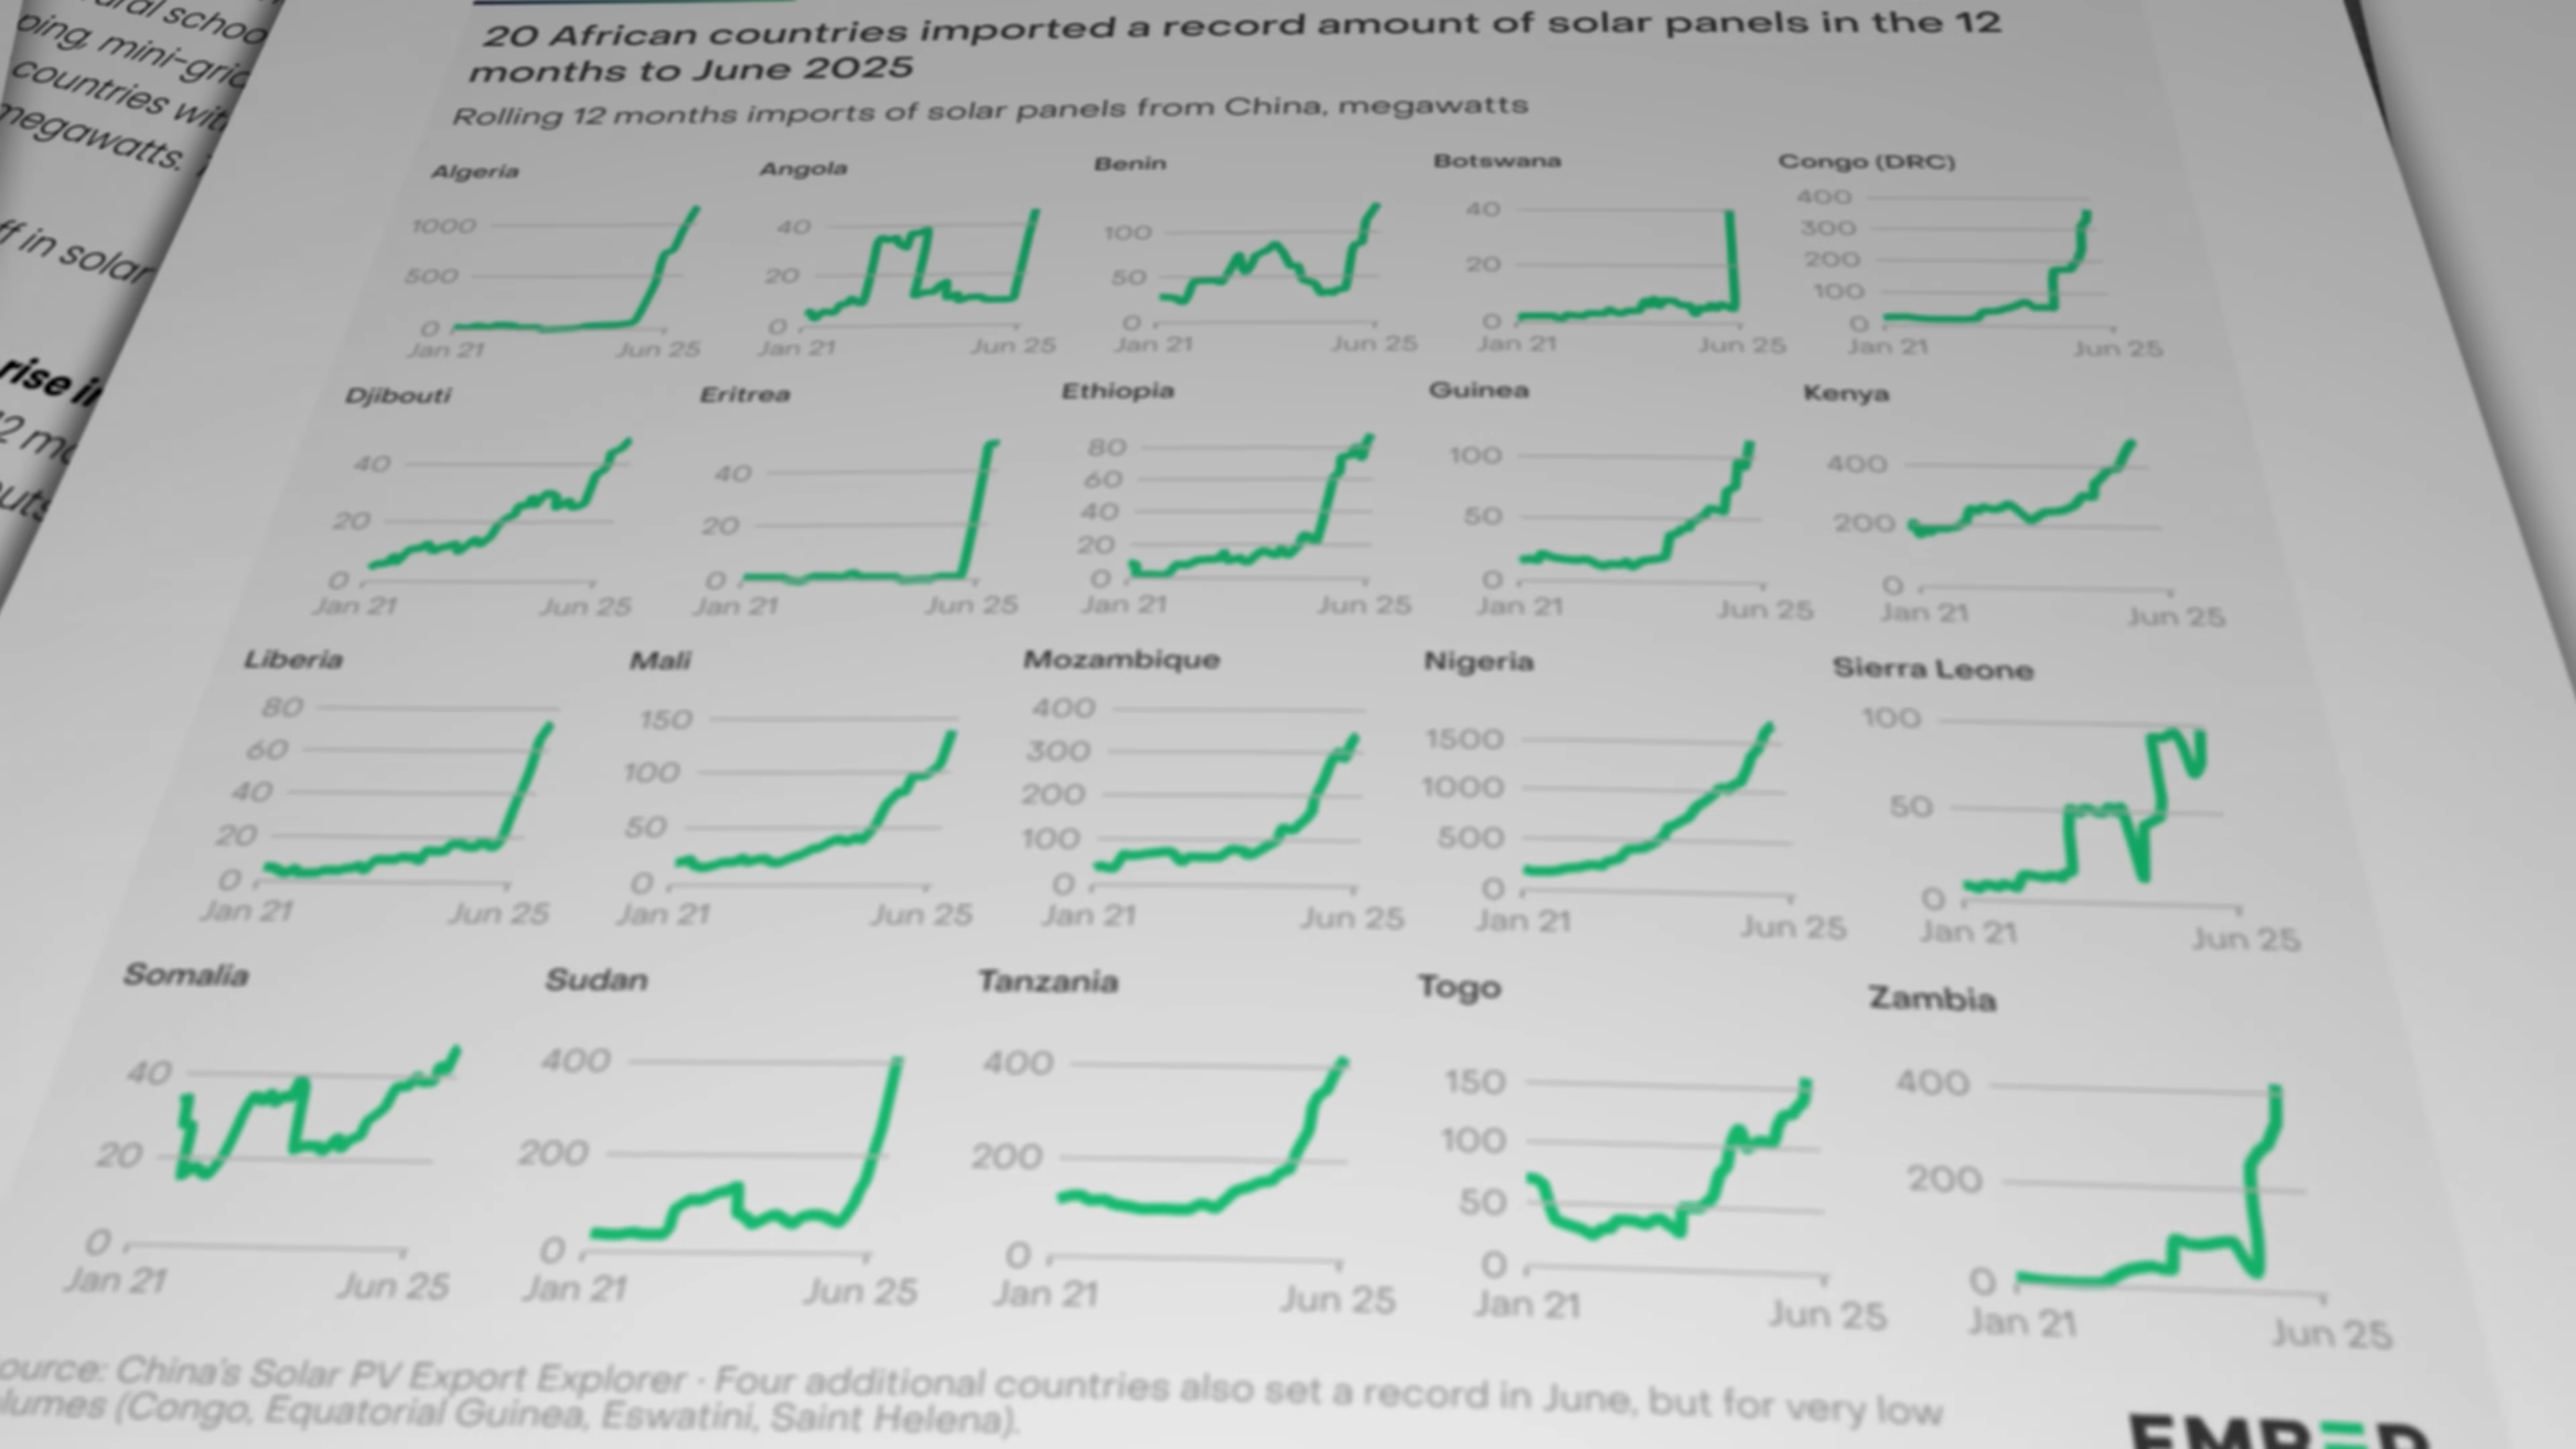 mini-grid
countries
megawatts.
in solar
rise
20 African countries imported a record amount of solar panels in the 12
months to June 2025
Rolling 12 months imports of solar panels from China, megawatts
Algeria Angola Benin Botswana Congo (DRC)
1000 500 0 Jan 21 Jun 25
40 20 0 Jan 21 Jun 25
100 50 0 Jan 21 Jun 25
40 20 0 Jan 21 Jun 25
400 300 200 100 0 Jan 21 Jun 25
Djibouti Eritrea Ethiopia Guinea Kenya
40 20 0 Jan 21 Jun 25
40 20 0 Jan 21 Jun 25
80 60 40 20 0 Jan 21 Jun 25
100 50 0 Jan 21 Jun 25
400 200 0 Jan 21 Jun 25
Liberia Mali Mozambique Nigeria Sierra Leone
80 60 40 20 0 Jan 21 Jun 25
150 100 50 0 Jan 21 Jun 25
400 300 200 100 0 Jan 21 Jun 25
1500 1000 500 0 Jan 21 Jun 25
100 50 0 Jan 21 Jun 25
Somalia Sudan Tanzania Togo Zambia
40 20 0 Jan 21 Jun 25
400 200 0 Jan 21 Jun 25
400 200 0 Jan 21 Jun 25
150 100 50 0 Jan 21 Jun 25
400 200 0 Jan 21 Jun 25
ource: China's Solar PV Export Explorer · Four additional countries also set a record in June, but for very low
lumes (Congo, Equatorial Guinea, Eswatini, Saint Helena).
EMBED